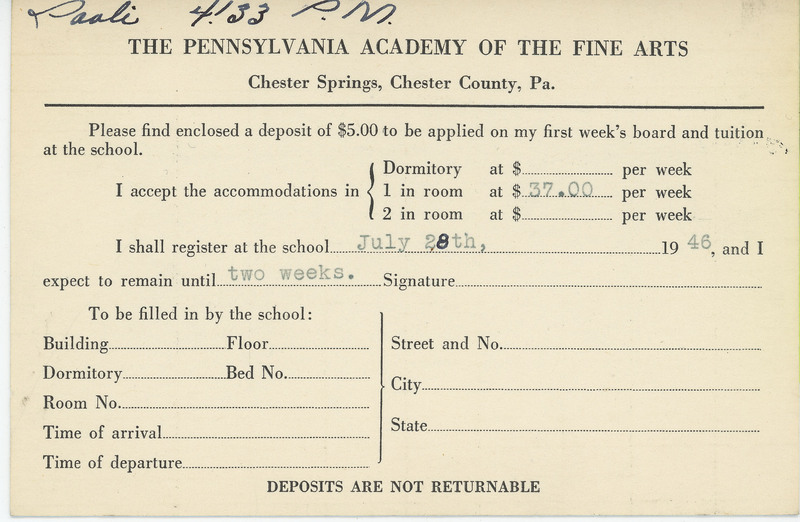 Paoli 4:33 P.M.
THE PENNSYLVANIA ACADEMY OF THE FINE ARTS
Chester Springs, Chester County, Pa.
Please find enclosed a deposit of $5.00 to be applied on my first week's board and tuition
at the school.
Dormitory at $ per week
I accept the accommodations in 1 in room at $ 37.00 per week
2 in room at $ per week
I shall register at the school July 28th, 19 46, and I
expect to remain until two weeks. Signature
To be filled in by the school:
Building Floor
Dormitory Bed No.
Room No.
Time of arrival
Time of departure
Street and No.
City
State
DEPOSITS ARE NOT RETURNABLE